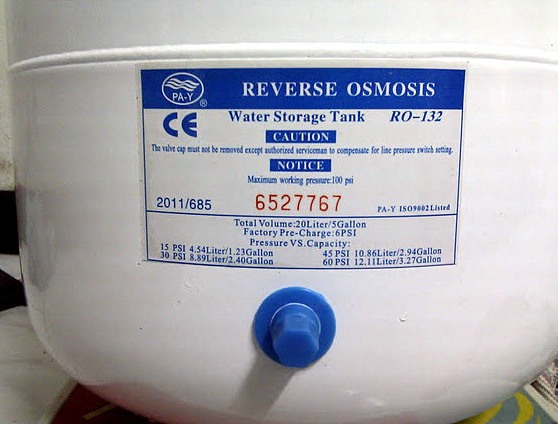 PA-Y ®
REVERSE OSMOSIS
CE
Water Storage Tank RO-132
CAUTION
The valve cap must not be removed except authorized serviceman to compensate for line pressure switch setting.
NOTICE
Maximum working pressure:100 psi
2011/685 6527767 PA-Y ISO9002Listed
Total Volume:20Liter/5Gallon
Factory Pre-Charge:6PSI
Pressure VS.Capacity:
15 PSI 4.54Liter/1.23Gallon 45 PSI 10.86Liter/2.94Gallon
30 PSI 8.89Liter/2.40Gallon 60 PSI 12.11Liter/3.27Gallon